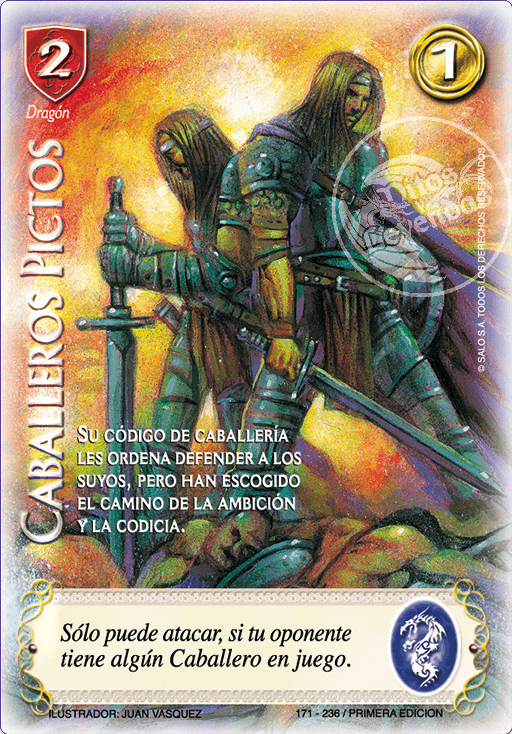 2
1
Dragón
CABALLEROS PICTOS
Mitos
Leyendas
© SALO S.A. TODOS LOS DERECHOS RESERVADOS
SU CÓDIGO DE CABALLERÍA
LES ORDENA DEFENDER A LOS
SUYOS, PERO HAN ESCOGIDO
EL CAMINO DE LA AMBICIÓN
Y LA CODICIA.
Sólo puede atacar, si tu oponente
tiene algún Caballero en juego.
ILUSTRADOR: JUAN VASQUEZ
171 - 236 / PRIMERA EDICION